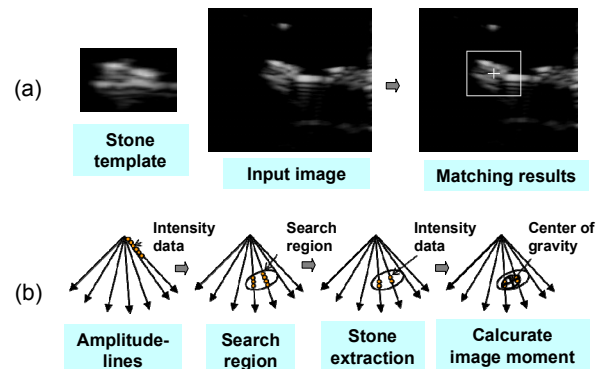 (a)
Stone
template
Input image
Matching results
Intensity
data
Search
region
Intensity
data
Center of
gravity
(b)
Amplitude-
lines
Search
region
Stone
extraction
Calcurate
image moment